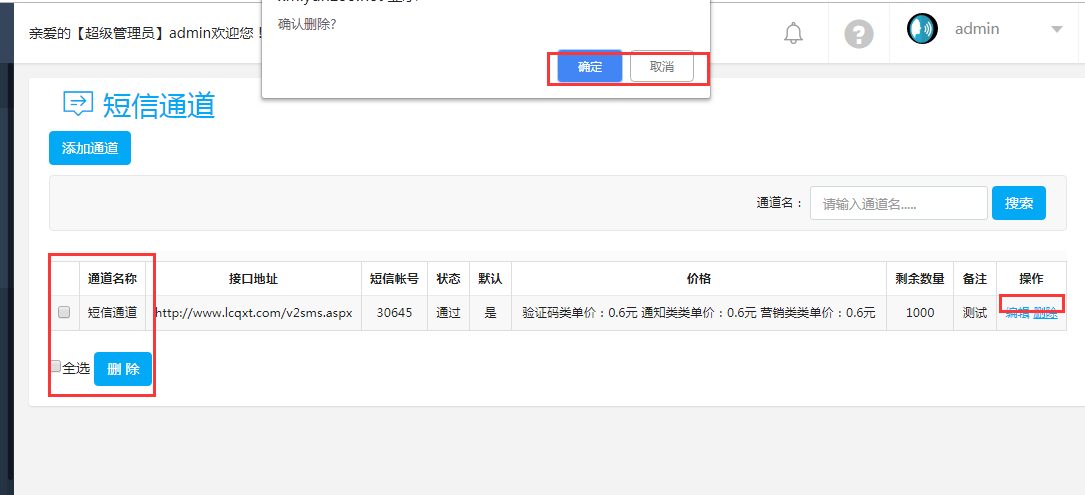 亲爱的【超级管理员】admin欢迎您！
确认删除?
确定 取消
admin
短信通道
添加通道
通道名： 请输入通道名..... 搜索
通道名称 接口地址 短信帐号 状态 默认 价格 剩余数量 备注 操作
短信通道 http://www.lcqxt.com/v2sms.aspx 30645 通过 是 验证码类单价：0.6元 通知类类单价：0.6元 营销类类单价：0.6元 1000 测试 编辑 删除
全选 删 除